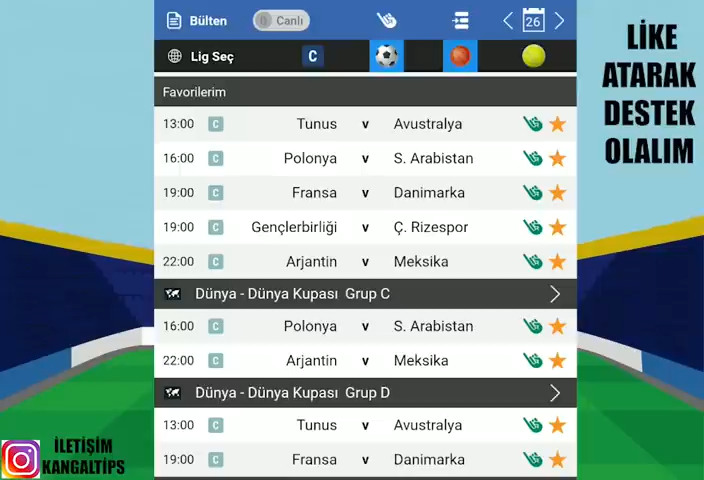 Bülten
0 Canlı
26
LİKE
ATARAK
DESTEK
OLALIM
Lig Seç
C
Favorilerim
13:00 C Tunus v Avustralya
16:00 C Polonya v S. Arabistan
19:00 C Fransa v Danimarka
19:00 C Gençlerbirliği v Ç. Rizespor
22:00 C Arjantin v Meksika
Dünya - Dünya Kupası Grup C
16:00 C Polonya v S. Arabistan
22:00 C Arjantin v Meksika
Dünya - Dünya Kupası Grup D
13:00 C Tunus v Avustralya
19:00 C Fransa v Danimarka
İLETİŞİM
KANGALTİPS